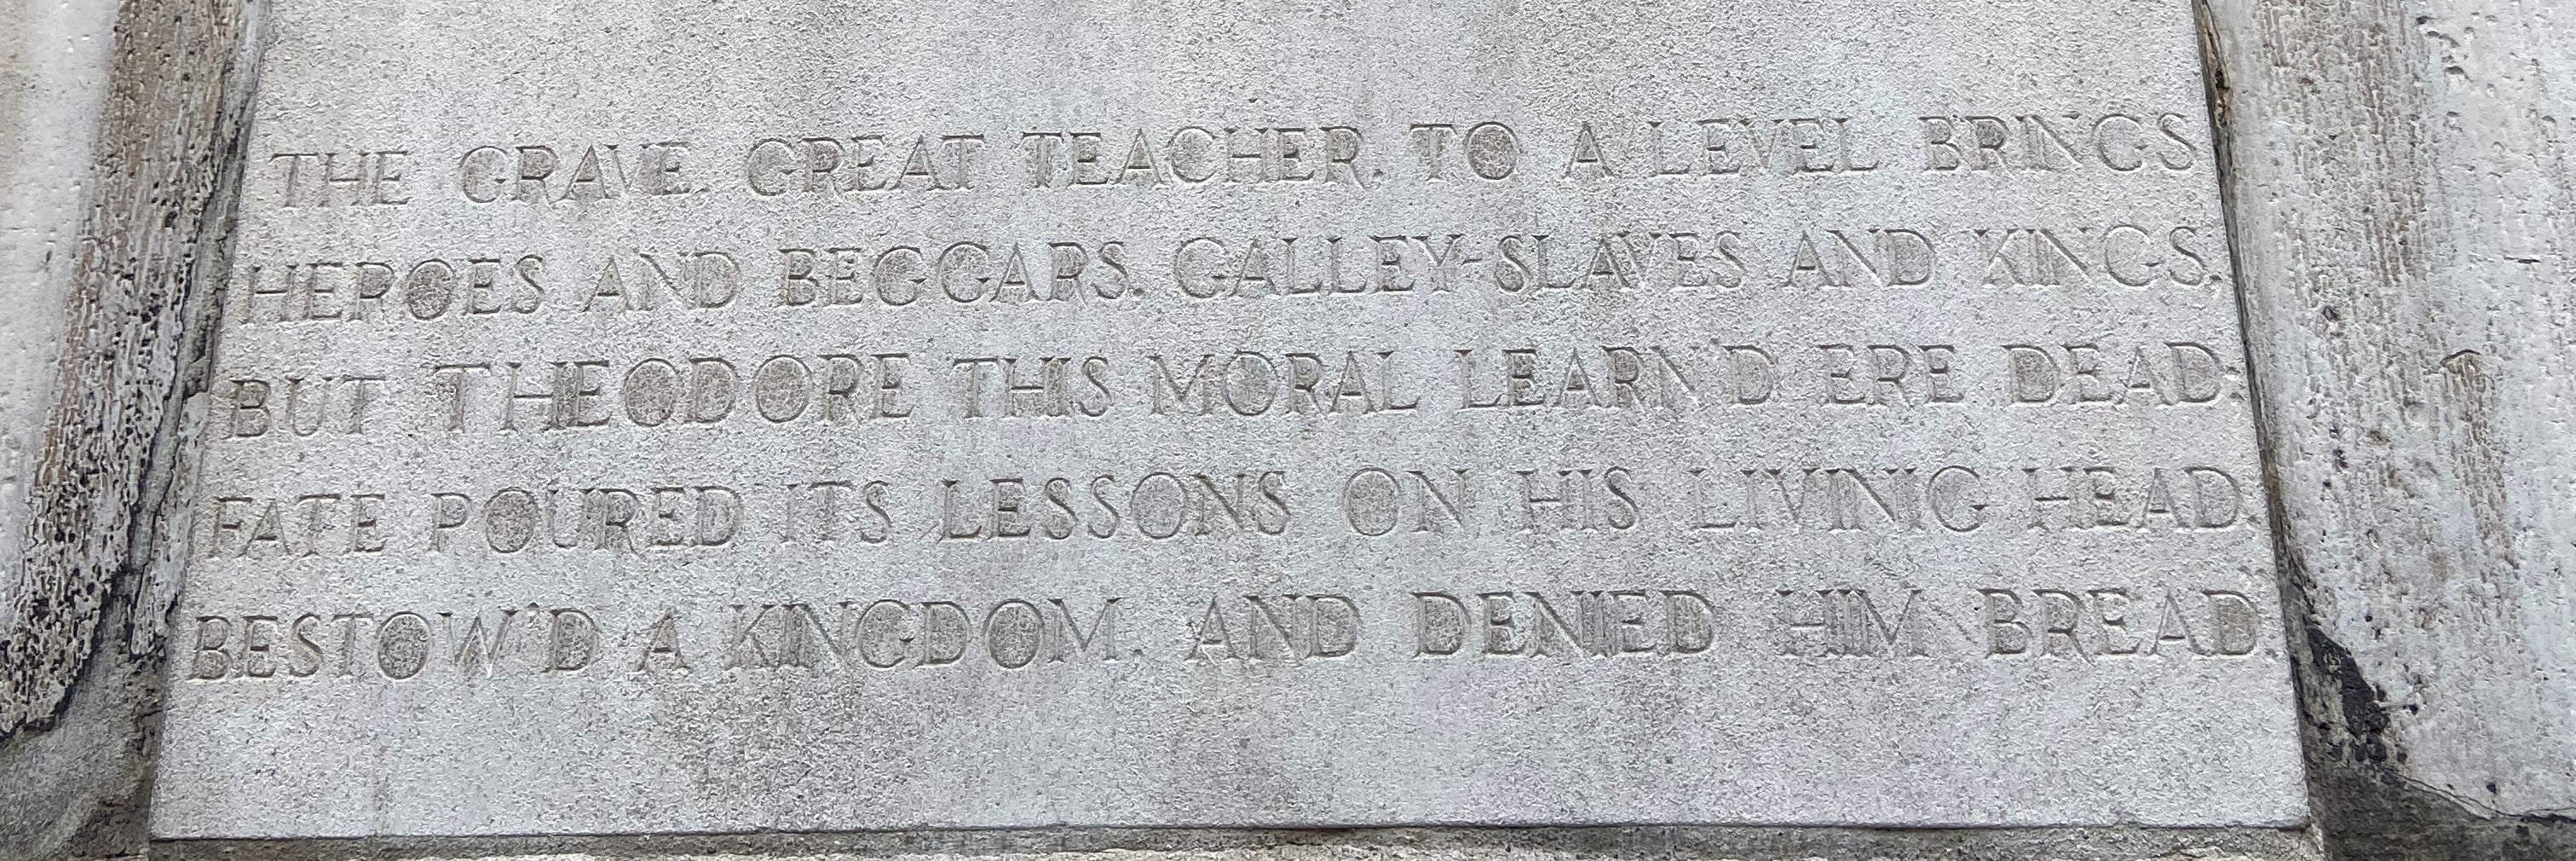 THE GRAVE, GREAT TEACHER, TO A LEVEL BRINGS
HEROES AND BEGGARS, GALLEY-SLAVES AND KINGS,
BUT THEODORE THIS MORAL LEARN'D ERE DEAD;
FATE POURED ITS LESSONS ON HIS LIVING HEAD,
BESTOW'D A KINGDOM, AND DENIED HIM BREAD